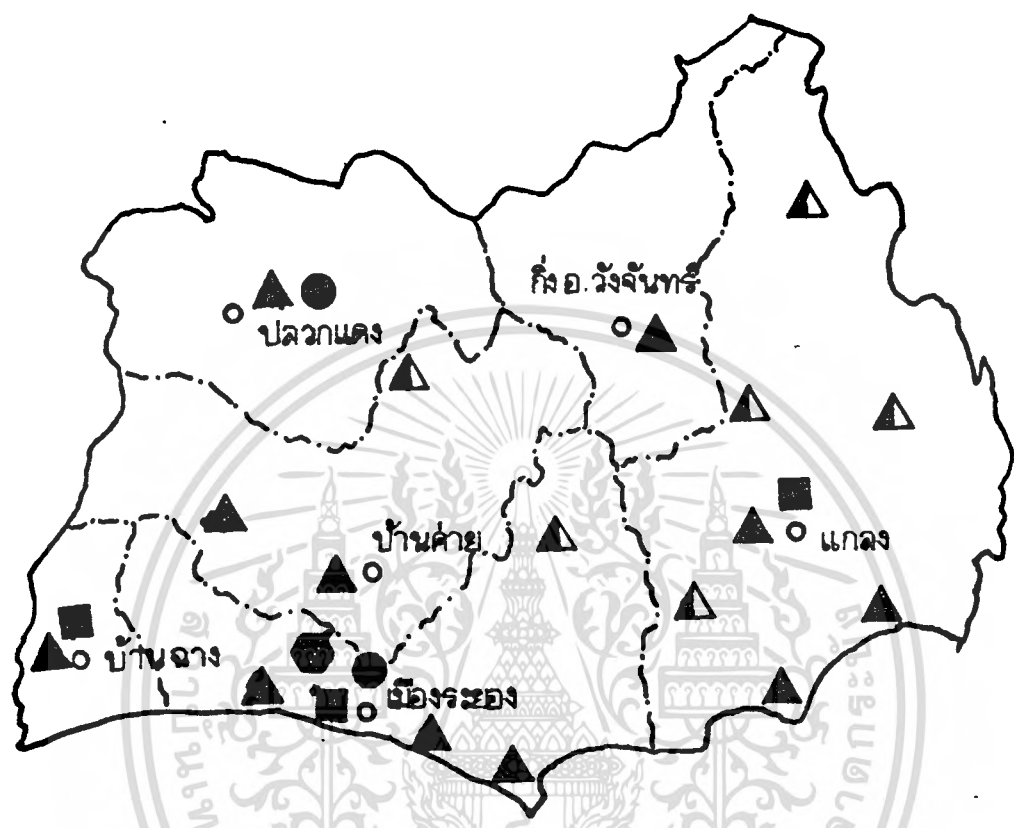 กิ่ง อ.วังจันทร์
ปลวกแดง
บ้านค่าย
แกลง
บ้านฉาง
เมืองระยอง